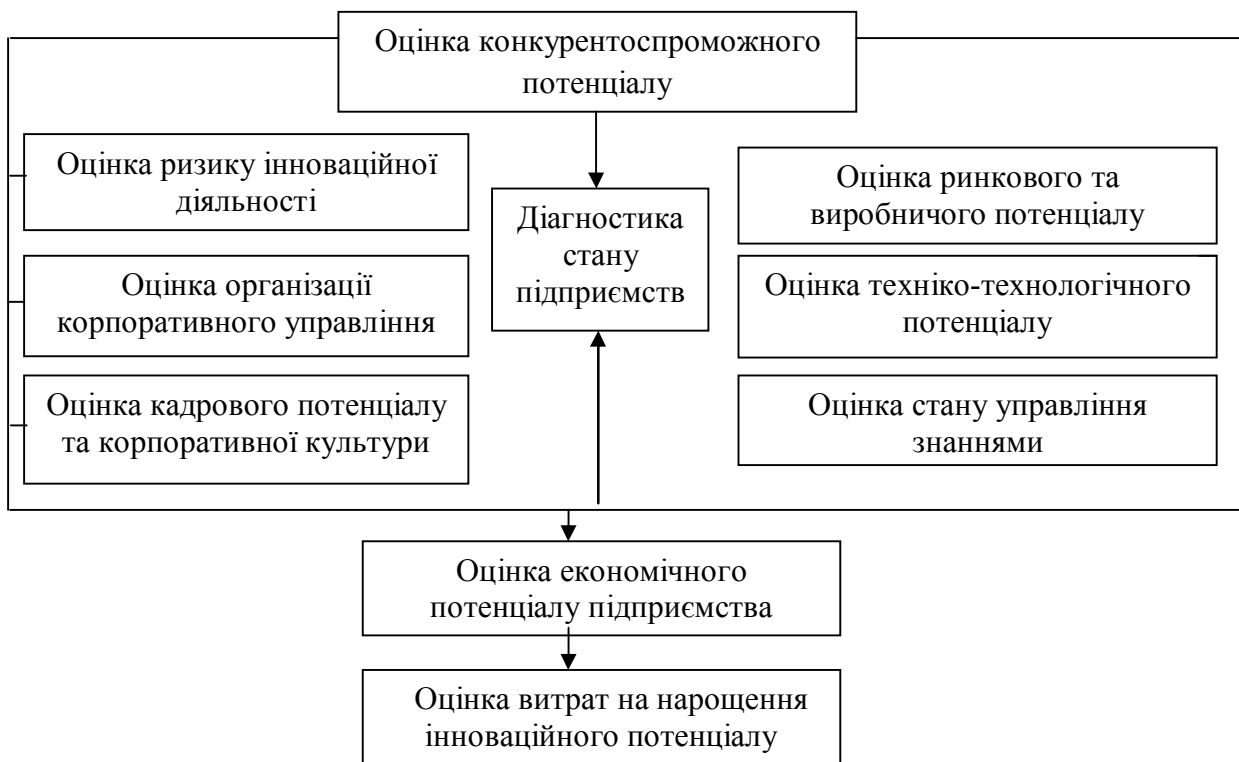 Оцінка конкурентоспроможного
потенціалу
Оцінка ризику інноваційної
діяльності
Оцінка організації
корпоративного управління
Оцінка кадрового потенціалу
та корпоративної культури
Діагностика
стану
підприємств
Оцінка ринкового та
виробничого потенціалу
Оцінка техніко-технологічного
потенціалу
Оцінка стану управління
знаннями
Оцінка економічного
потенціалу підприємства
Оцінка витрат на нарощення
інноваційного потенціалу